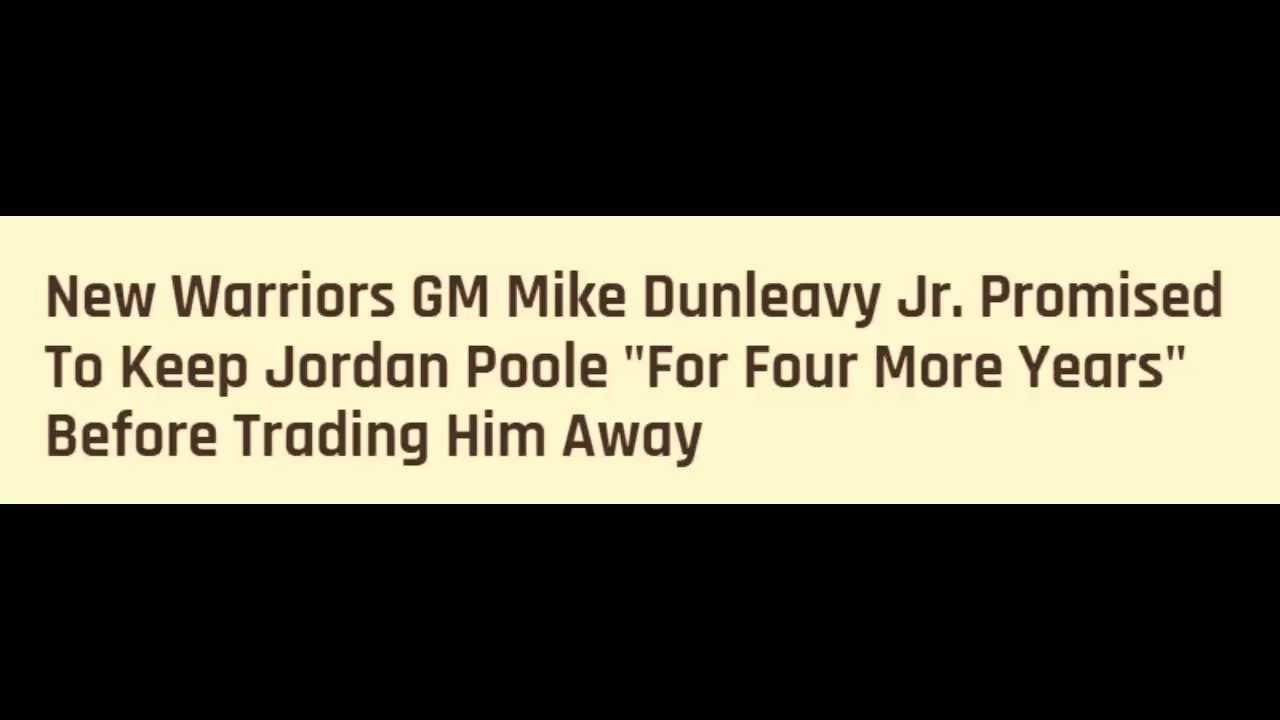 New Warriors GM Mike Dunleavy Jr. Promised
To Keep Jordan Poole "For Four More Years"
Before Trading Him Away